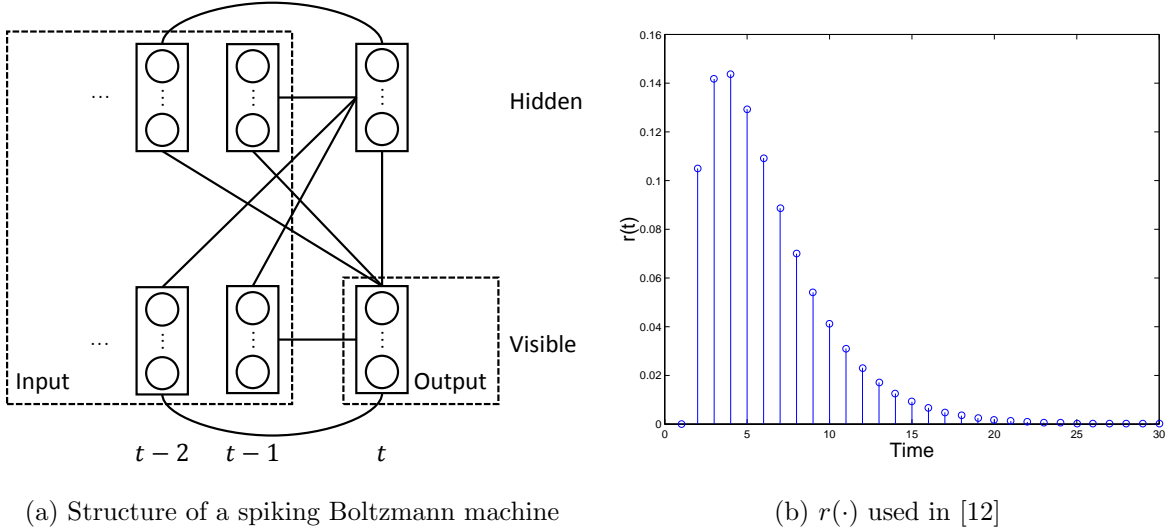 ...
Hidden
...
Visible
Input
Output
t − 2
t − 1
t
(a) Structure of a spiking Boltzmann machine
0.16
0.14
0.12
0.1
0.08
0.06
0.04
0.02
0
r(t)
0
5
10
15
20
25
30
Time
(b) r(·) used in [12]